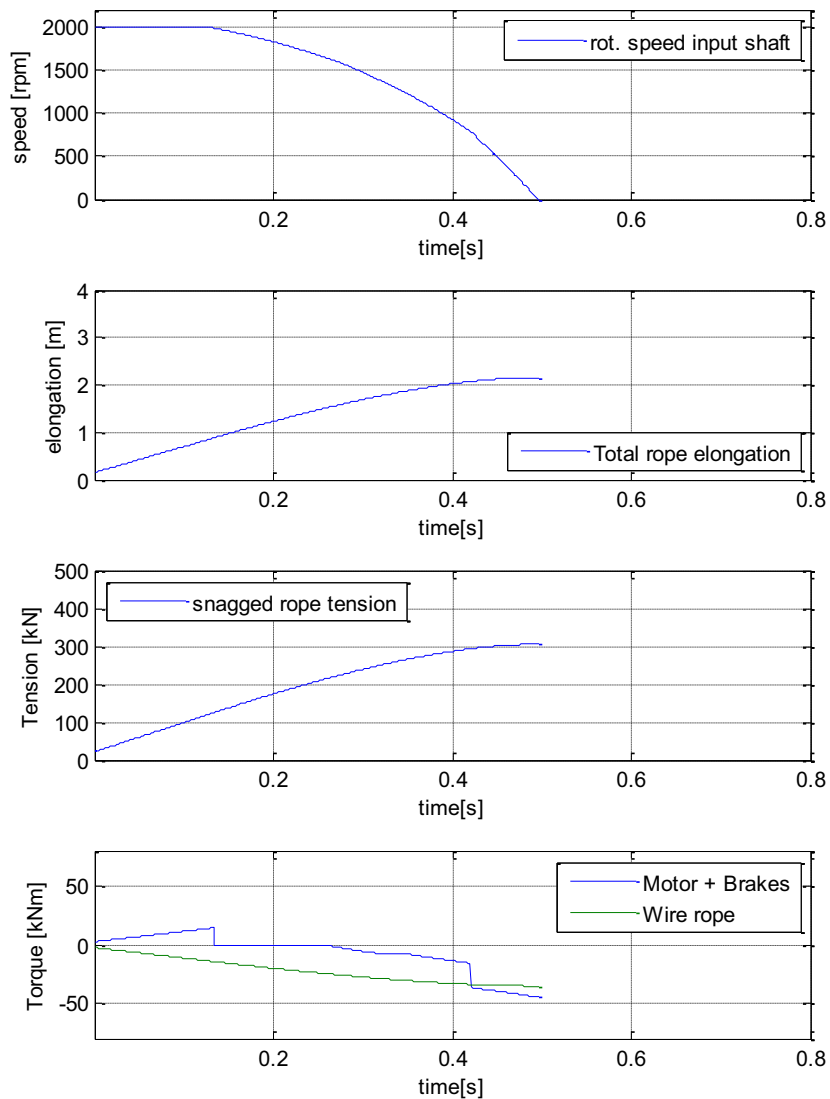 2000
1500
1000
500
0
speed [rpm]
rot. speed input shaft
0.2 0.4 0.6 0.8
time[s]
4
3
2
1
0
elongation [m]
Total rope elongation
0.2 0.4 0.6 0.8
time[s]
500
400
300
200
100
0
Tension [kN]
snagged rope tension
0.2 0.4 0.6 0.8
time[s]
50
0
-50
Torque [kNm]
Motor + Brakes
Wire rope
0.2 0.4 0.6 0.8
time[s]